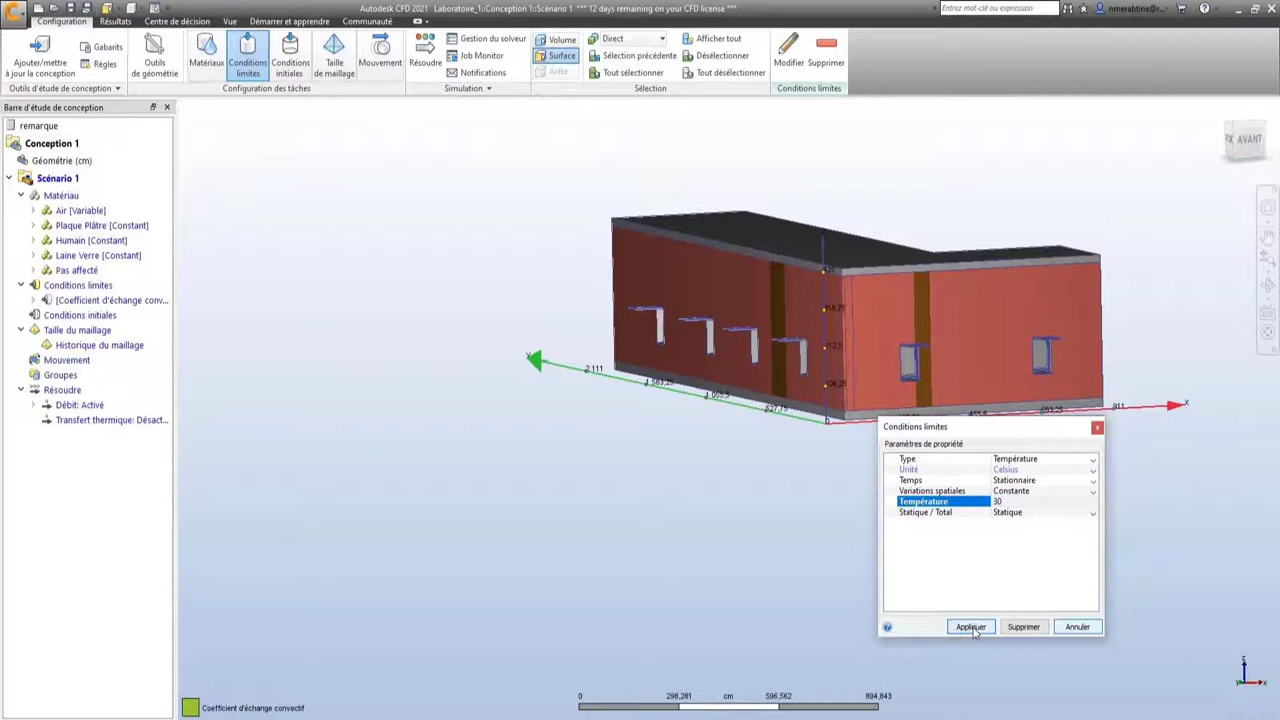 Autodesk CFD 2021 Laboratoire_1::Conception 1::Scénario 1 *** 12 days remaining on your CFD license ***
Entrez mot-clé ou expression
nmerabtine@r...
Configuration Résultats Centre de décision Vue Démarrer et apprendre Communauté
Ajouter/mettre
à jour la conception
Gabarits
Règles
Outils
de géométrie
Matériaux
Conditions
limites
Conditions
initiales
Taille
de maillage
Mouvement
Résoudre
Gestion du solveur
Job Monitor
Notifications
Volume
Surface
Arête
Direct
Sélection précédente
Tout sélectionner
Afficher tout
Désélectionner
Tout désélectionner
Modifier
Supprimer
Outils d'étude de conception
Configuration des tâches
Simulation
Sélection
Conditions limites
Barre d'étude de conception
remarque
Conception 1
Géométrie (cm)
Scénario 1
Matériau
Air [Variable]
Plaque Plâtre [Constant]
Humain [Constant]
Laine Verre [Constant]
Pas affecté
Conditions limites
[Coefficient d'échange conv...
Conditions initiales
Taille du maillage
Historique du maillage
Mouvement
Groupes
Résoudre
Débit: Activé
Transfert thermique: Désact...
AVANT
2 111
X
Conditions limites
Paramètres de propriété
Type Température
Unité Celsius
Temps Stationnaire
Variations spatiales Constante
Température 30
Statique / Total Statique
Appliquer Supprimer Annuler
0 298,281 cm 596,562 894,843
Coefficient d'échange convectif